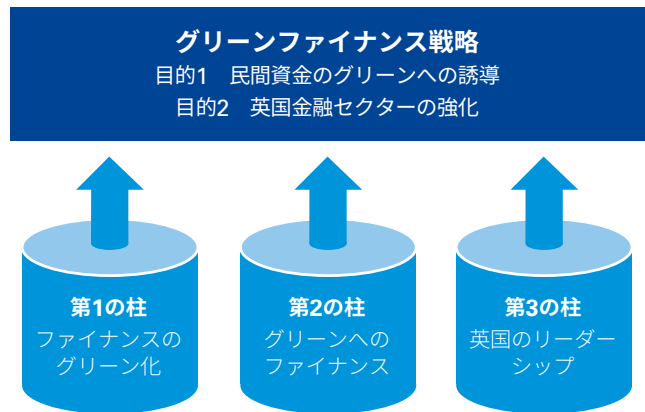 グリーンファイナンス戦略
目的1　民間資金のグリーンへの誘導
目的2　英国金融セクターの強化
第1の柱
ファイナンスの
グリーン化
第2の柱
グリーンへの
ファイナンス
第3の柱
英国のリーダー
シップ